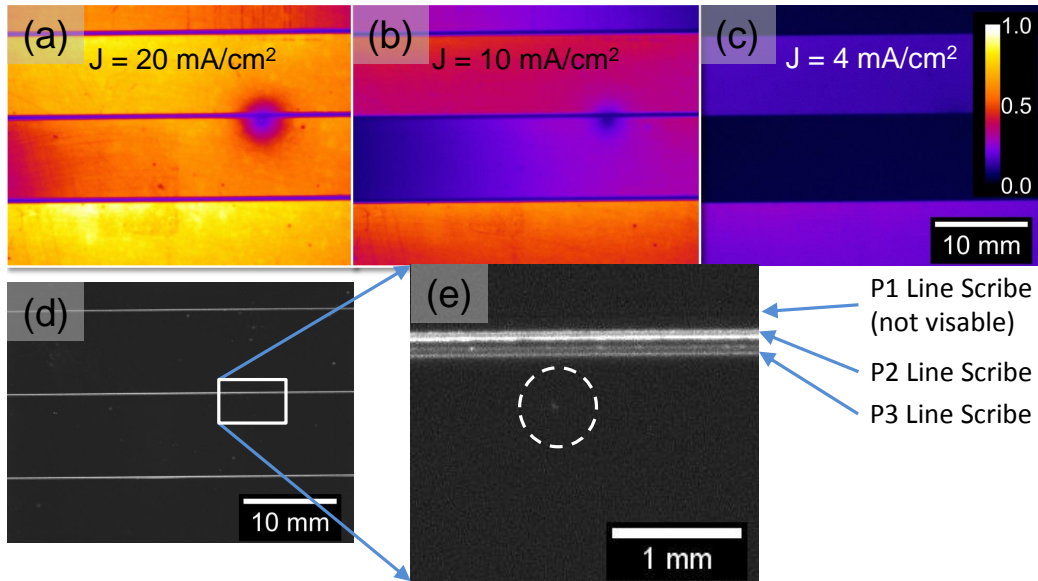 (a)
J = 20 mA/cm²
(b)
J = 10 mA/cm²
(c)
J = 4 mA/cm²
1.0
0.5
0.0
10 mm
(d)
10 mm
(e)
1 mm
P1 Line Scribe
(not visable)
P2 Line Scribe
P3 Line Scribe